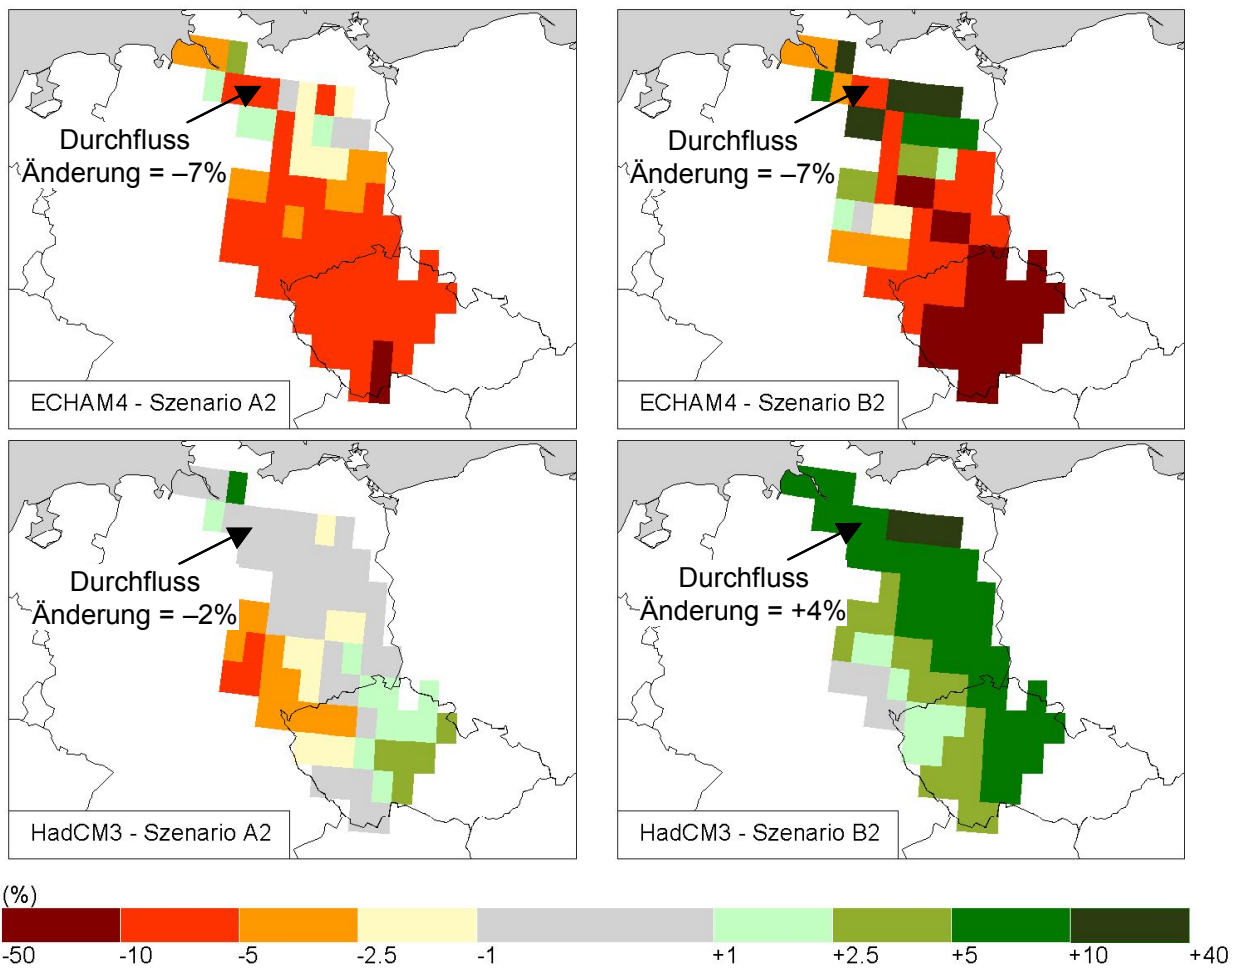 Durchfluss
Änderung = –7%
ECHAM4 - Szenario A2
Durchfluss
Änderung = –7%
ECHAM4 - Szenario B2
Durchfluss
Änderung = –2%
HadCM3 - Szenario A2
Durchfluss
Änderung = +4%
HadCM3 - Szenario B2
(%)
-50 -10 -5 -2.5 -1 +1 +2.5 +5 +10 +40